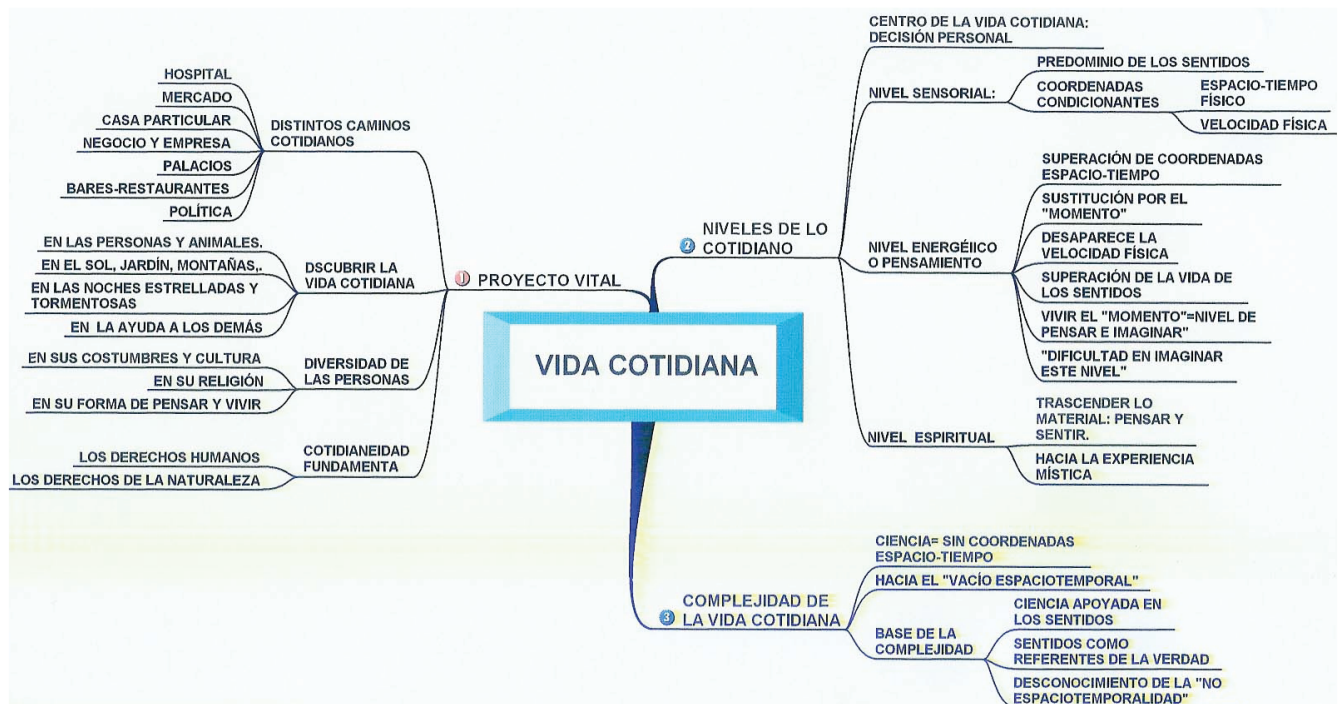 VIDA COTIDIANA
1 PROYECTO VITAL
DISTINTOS CAMINOS
COTIDIANOS
HOSPITAL
MERCADO
CASA PARTICULAR
NEGOCIO Y EMPRESA
PALACIOS
BARES-RESTAURANTES
POLÍTICA
DSCUBRIR LA
VIDA COTIDIANA
EN LAS PERSONAS Y ANIMALES.
EN EL SOL, JARDÍN, MONTAÑAS,.
EN LAS NOCHES ESTRELLADAS Y
TORMENTOSAS
EN LA AYUDA A LOS DEMÁS
DIVERSIDAD DE
LAS PERSONAS
EN SUS COSTUMBRES Y CULTURA
EN SU RELIGIÓN
EN SU FORMA DE PENSAR Y VIVIR
COTIDIANEIDAD
FUNDAMENTA
LOS DERECHOS HUMANOS
LOS DERECHOS DE LA NATURALEZA
2 NIVELES DE LO
COTIDIANO
CENTRO DE LA VIDA COTIDIANA:
DECISIÓN PERSONAL
NIVEL SENSORIAL:
PREDOMINIO DE LOS SENTIDOS
COORDENADAS
CONDICIONANTES
ESPACIO-TIEMPO
FÍSICO
VELOCIDAD FÍSICA
NIVEL ENERGÉIICO
O PENSAMIENTO
SUPERACIÓN DE COORDENADAS
ESPACIO-TIEMPO
SUSTITUCIÓN POR EL
"MOMENTO"
DESAPARECE LA
VELOCIDAD FÍSICA
SUPERACIÓN DE LA VIDA DE
LOS SENTIDOS
VIVIR EL "MOMENTO"=NIVEL DE
PENSAR E IMAGINAR"
"DIFICULTAD EN IMAGINAR
ESTE NIVEL"
NIVEL ESPIRITUAL
TRASCENDER LO
MATERIAL: PENSAR Y
SENTIR.
HACIA LA EXPERIENCIA
MÍSTICA
3 COMPLEJIDAD DE
LA VIDA COTIDIANA
CIENCIA= SIN COORDENADAS
ESPACIO-TIEMPO
HACIA EL "VACÍO ESPACIOTEMPORAL"
BASE DE LA
COMPLEJIDAD
CIENCIA APOYADA EN
LOS SENTIDOS
SENTIDOS COMO
REFERENTES DE LA VERDAD
DESCONOCIMIENTO DE LA "NO
ESPACIOTEMPORALIDAD"